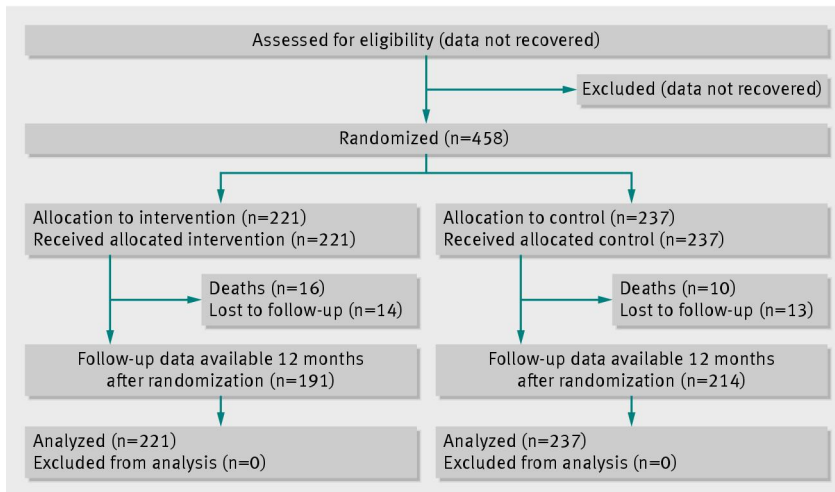 Assessed for eligibility (data not recovered)
Excluded (data not recovered)
Randomized (n=458)
Allocation to intervention (n=221)
Received allocated intervention (n=221)
Allocation to control (n=237)
Received allocated control (n=237)
Deaths (n=16)
Lost to follow-up (n=14)
Deaths (n=10)
Lost to follow-up (n=13)
Follow-up data available 12 months
after randomization (n=191)
Follow-up data available 12 months
after randomization (n=214)
Analyzed (n=221)
Excluded from analysis (n=0)
Analyzed (n=237)
Excluded from analysis (n=0)